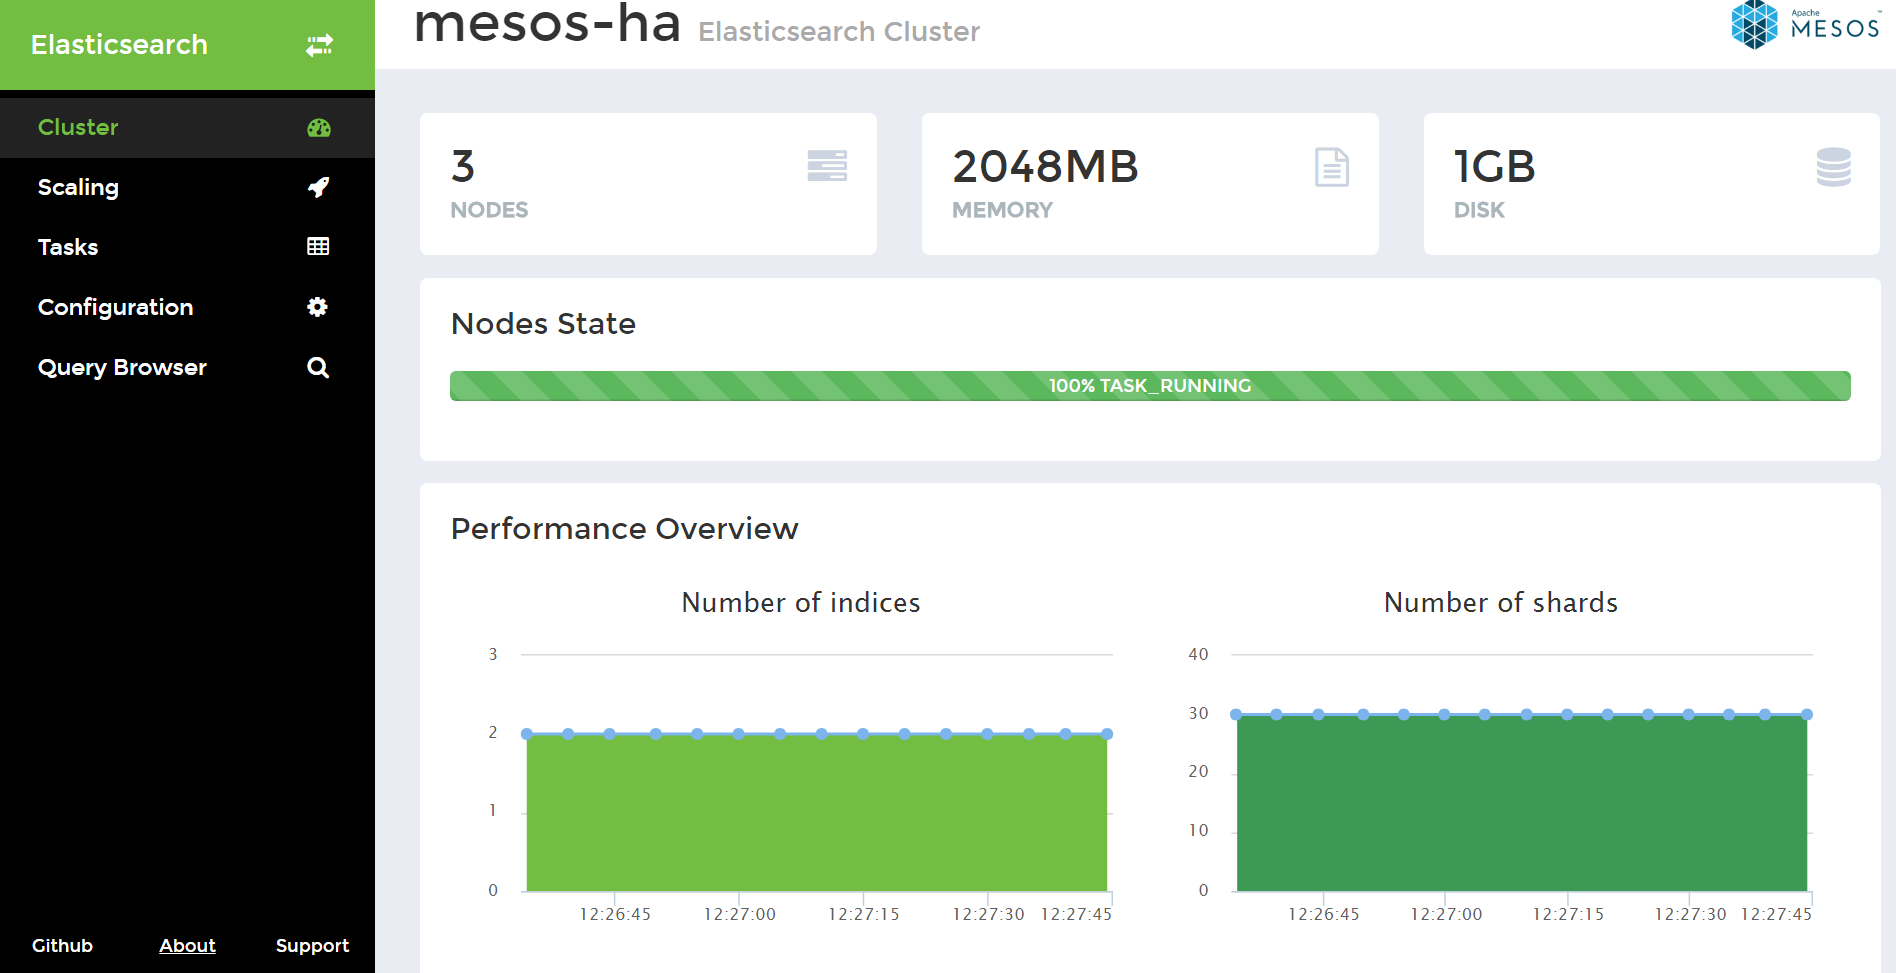 Elasticsearch
Cluster
Scaling
Tasks
Configuration
Query Browser
Github About Support
mesos-ha Elasticsearch Cluster
Apache
MESOS™
3
NODES
2048MB
MEMORY
1GB
DISK
Nodes State
100% TASK_RUNNING
Performance Overview
Number of indices
3
2
1
0
12:26:45 12:27:00 12:27:15 12:27:30 12:27:45
Number of shards
40
30
20
10
0
12:26:45 12:27:00 12:27:15 12:27:30 12:27:45